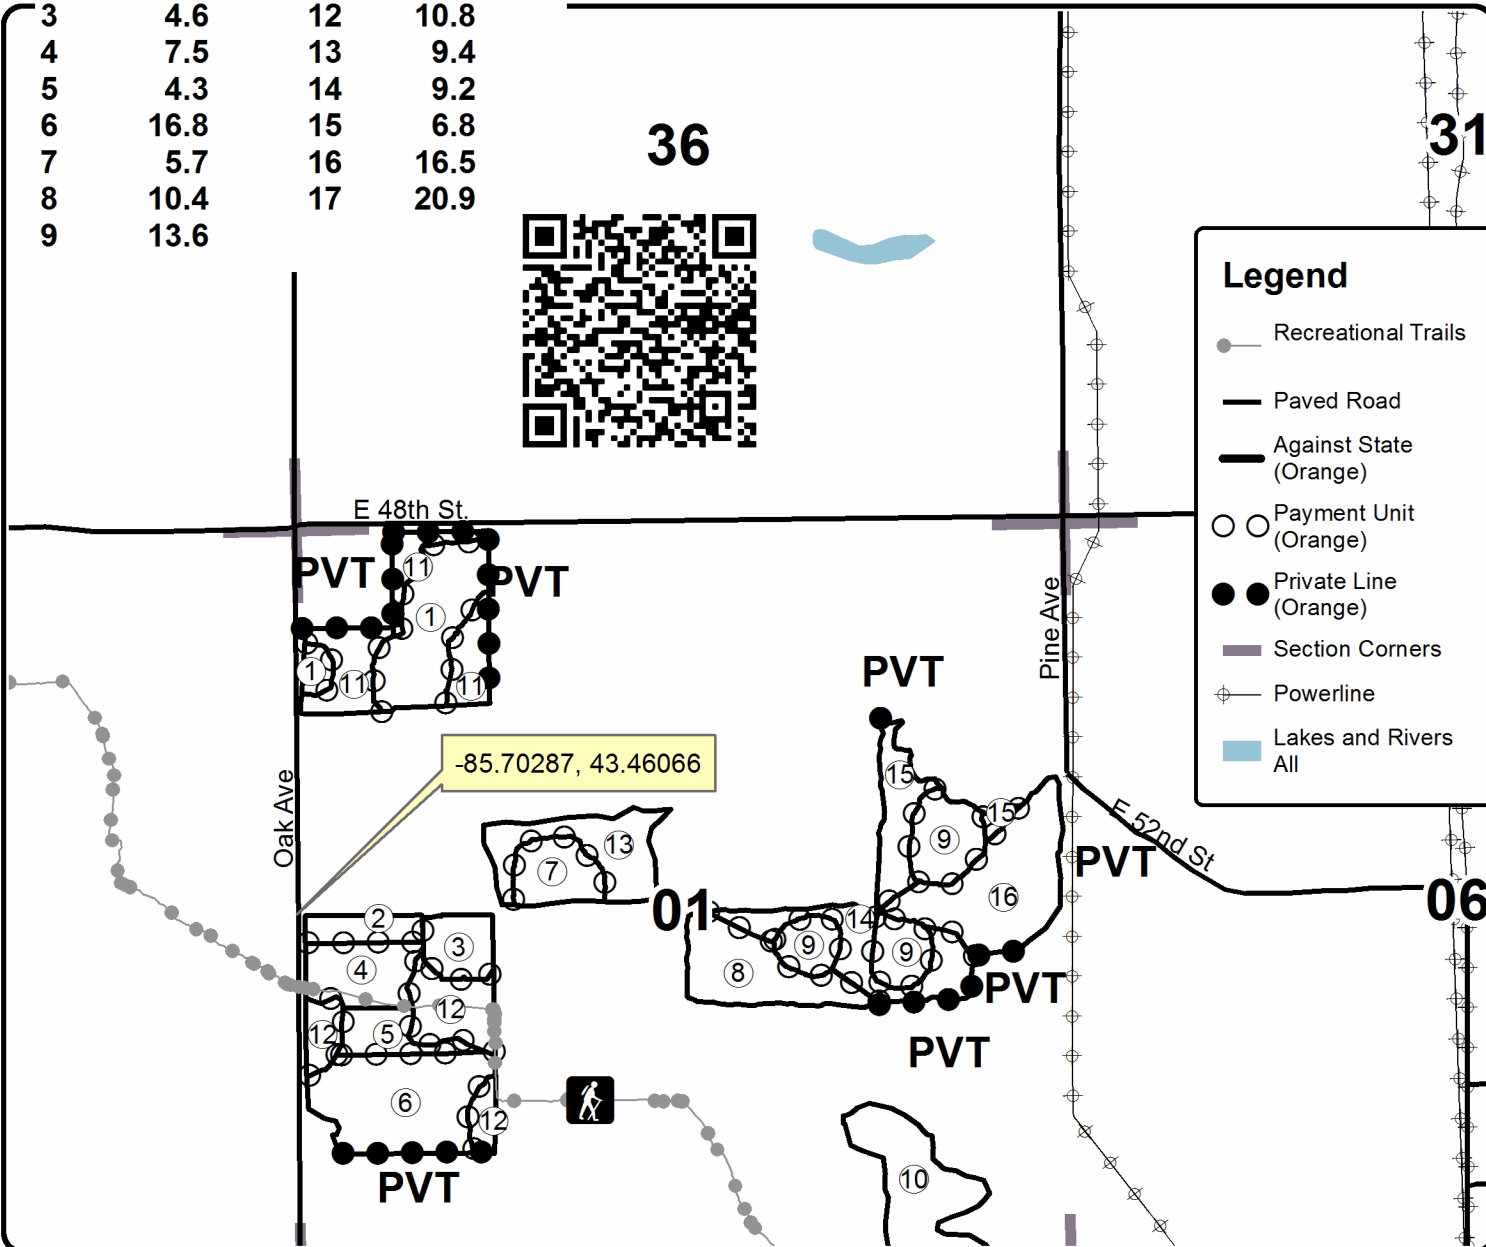 3 4.6 12 10.8
4 7.5 13 9.4
5 4.3 14 9.2
6 16.8 15 6.8
7 5.7 16 16.5
8 10.4 17 20.9
9 13.6
36
31
Legend
Recreational Trails
Paved Road
Against State
(Orange)
Payment Unit
(Orange)
Private Line
(Orange)
Section Corners
Powerline
Lakes and Rivers
All
E 48th St.
PVT
11
PVT
1
1
11
11
Pine Ave
PVT
-85.70287, 43.46066
Oak Ave
15
15
E 52nd St
13
9
7
PVT
16
01
06
2
14
3
9
9
4
8
PVT
12
12
5
PVT
6
12
PVT
10